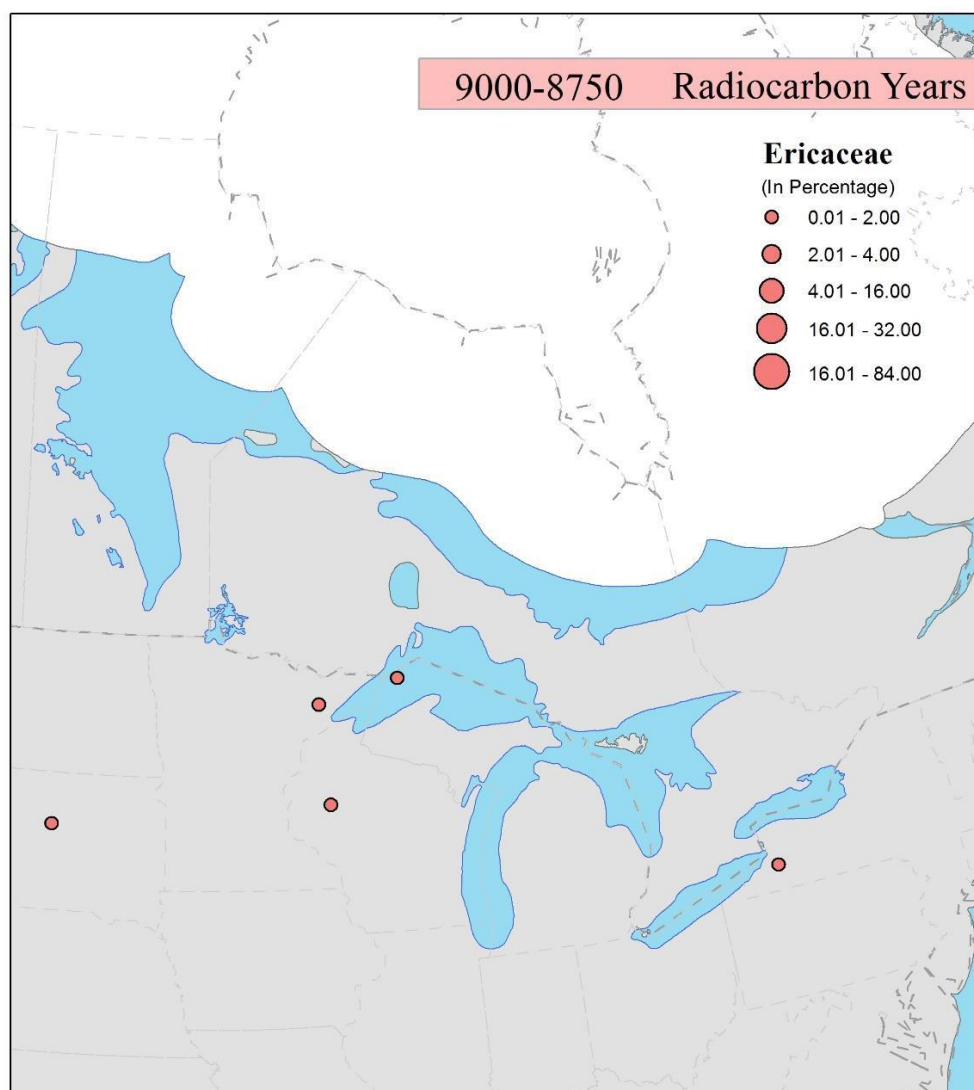 9000-8750 Radiocarbon Years
Ericaceae
(In Percentage)
0.01 - 2.00
2.01 - 4.00
4.01 - 16.00
16.01 - 32.00
16.01 - 84.00